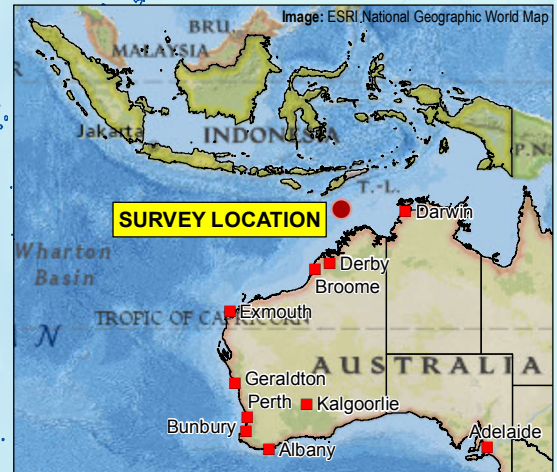 Image: ESRI National Geographic World Map
BRU.
MALAYSIA
Jakarta
INDONESIA
P.N.
T.-L.
SURVEY LOCATION
Darwin
Derby
Broome
Wharton
Basin
Exmouth
TROPIC OF CAPRICORN
N
AUSTRALIA
Geraldton
Perth
Kalgoorlie
Bunbury
Albany
Adelaide